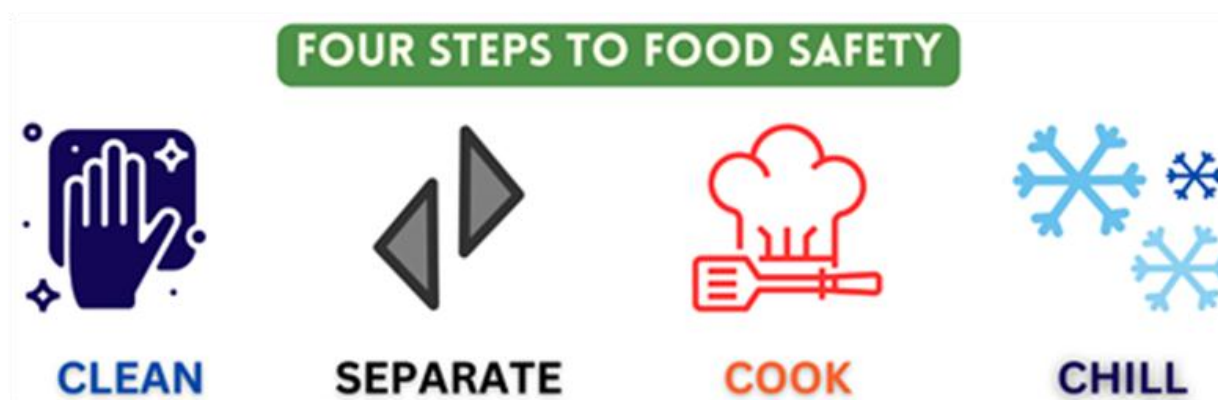 FOUR STEPS TO FOOD SAFETY
CLEAN
SEPARATE
COOK
CHILL